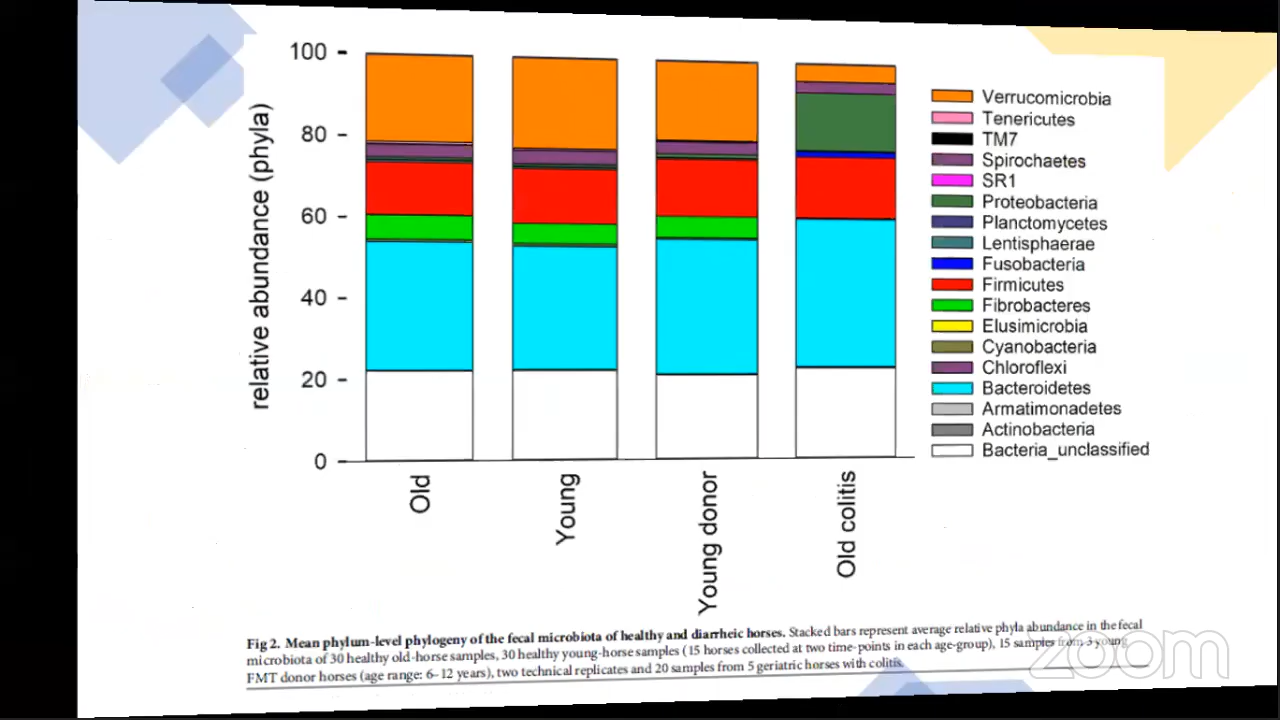 100
80
60
40
20
0
relative abundance (phyla)
Old
Young
Young donor
Old colitis
Verrucomicrobia
Tenericutes
TM7
Spirochaetes
SR1
Proteobacteria
Planctomycetes
Lentisphaerae
Fusobacteria
Firmicutes
Fibrobacteres
Elusimicrobia
Cyanobacteria
Chloroflexi
Bacteroidetes
Armatimonadetes
Actinobacteria
Bacteria_unclassified
Fig 2. Mean phylum-level phylogeny of the fecal microbiota of healthy and diarrheic horses. Stacked bars represent average relative phyla abundance in the fecal
microbiota of 30 healthy old-horse samples, 30 healthy young-horse samples (15 horses collected at two time-points in each age-group), 15 samples from 3 young
FMT donor horses (age range: 6–12 years), two technical replicates and 20 samples from 5 geriatric horses with colitis.
zoom